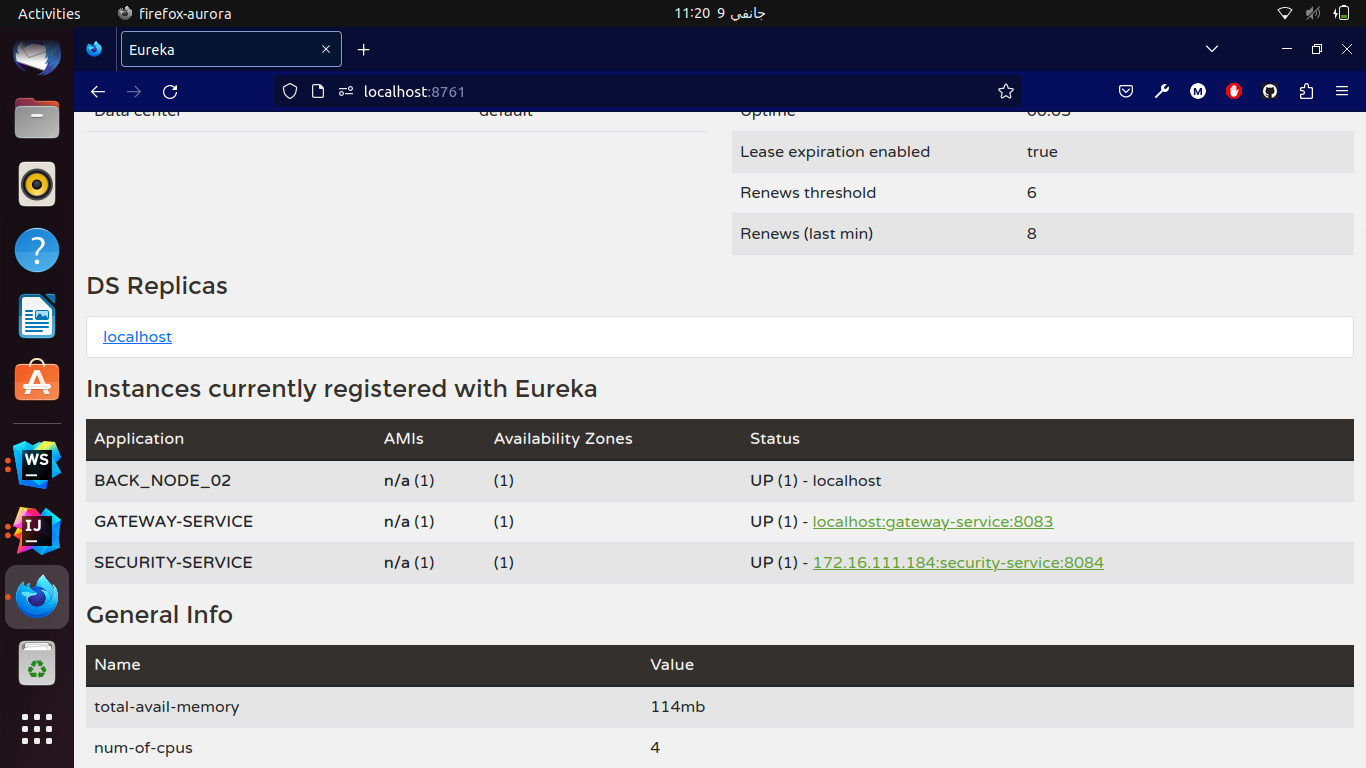 Activities firefox-aurora 11:20 9 جانفي
Eureka
localhost:8761
Data center default Uptime 00:03
Lease expiration enabled true
Renews threshold 6
Renews (last min) 8
DS Replicas
localhost
Instances currently registered with Eureka
Application AMIs Availability Zones Status
BACK_NODE_02 n/a (1) (1) UP (1) - localhost
GATEWAY-SERVICE n/a (1) (1) UP (1) - localhost:gateway-service:8083
SECURITY-SERVICE n/a (1) (1) UP (1) - 172.16.111.184:security-service:8084
General Info
Name Value
total-avail-memory 114mb
num-of-cpus 4
WS
IJ
M